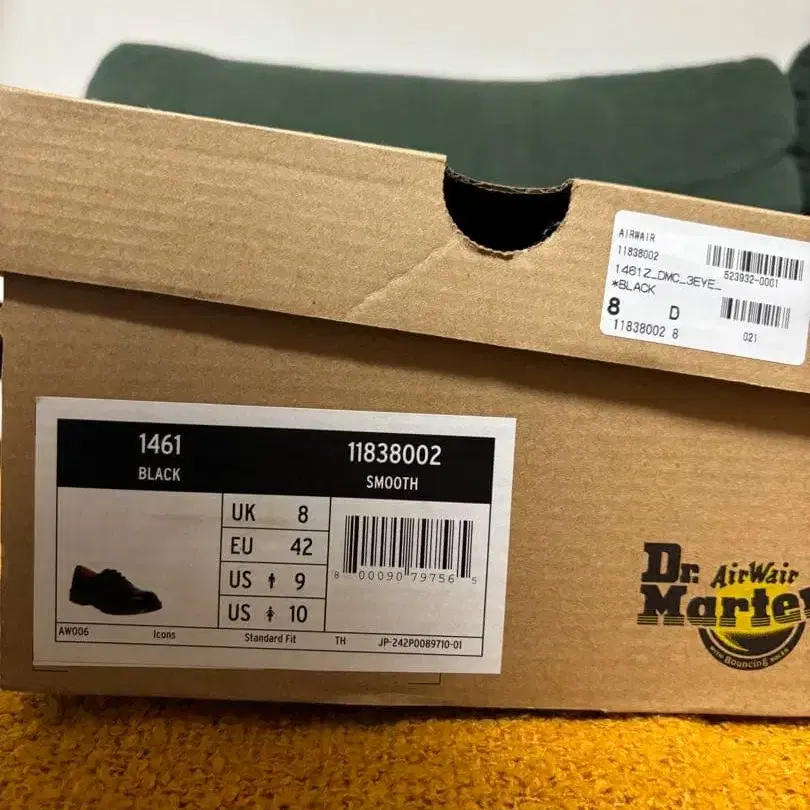 AIRWAIR
11838002
523932-0001
1461Z_DMC_3EYE_
*BLACK
8 D
11838002 8
021
1461
BLACK
11838002
SMOOTH
UK 8
EU 42
US 9
US 10
8 00090 79756 5
AW006 Icons Standard Fit TH JP-242P0089710-01
Dr. AirWair
Marte
WITH Bouncing SOLES